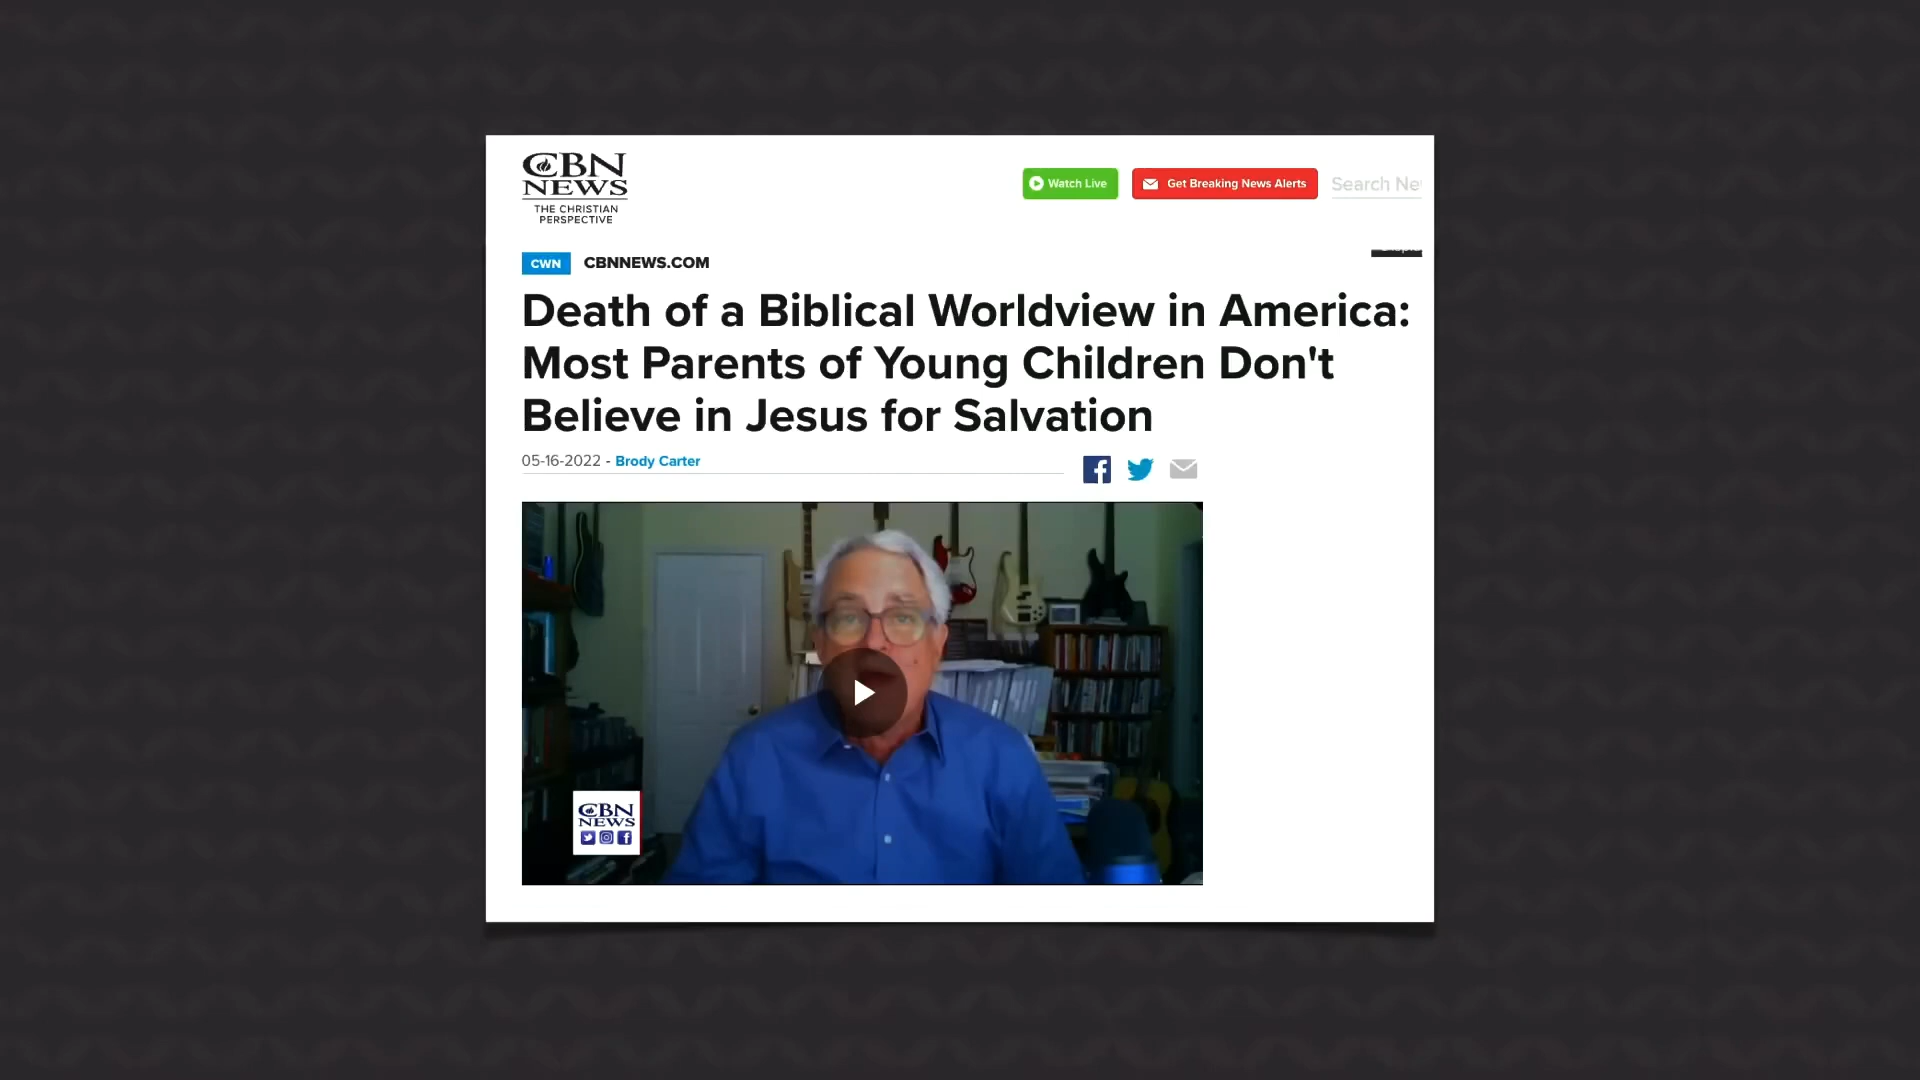 CBN
NEWS
THE CHRISTIAN
PERSPECTIVE
Watch Live
Get Breaking News Alerts
Search Ne
CWN
CBNNEWS.COM
Death of a Biblical Worldview in America:
Most Parents of Young Children Don't
Believe in Jesus for Salvation
05-16-2022 - Brody Carter
CBN
NEWS